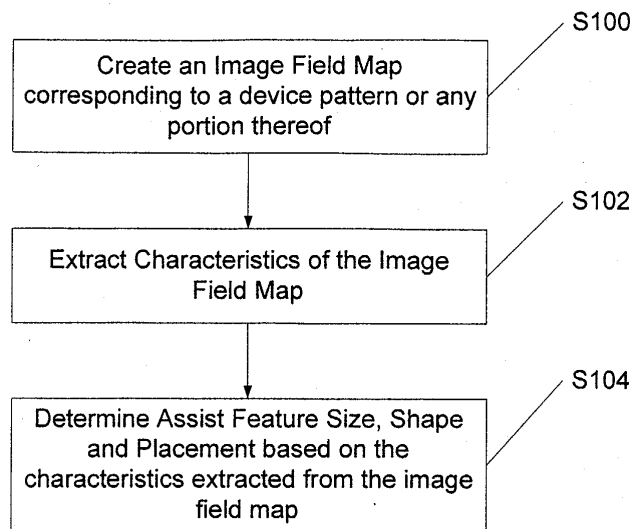 S100
Create an Image Field Map
corresponding to a device pattern or any
portion thereof
S102
Extract Characteristics of the Image
Field Map
S104
Determine Assist Feature Size, Shape
and Placement based on the
characteristics extracted from the image
field map